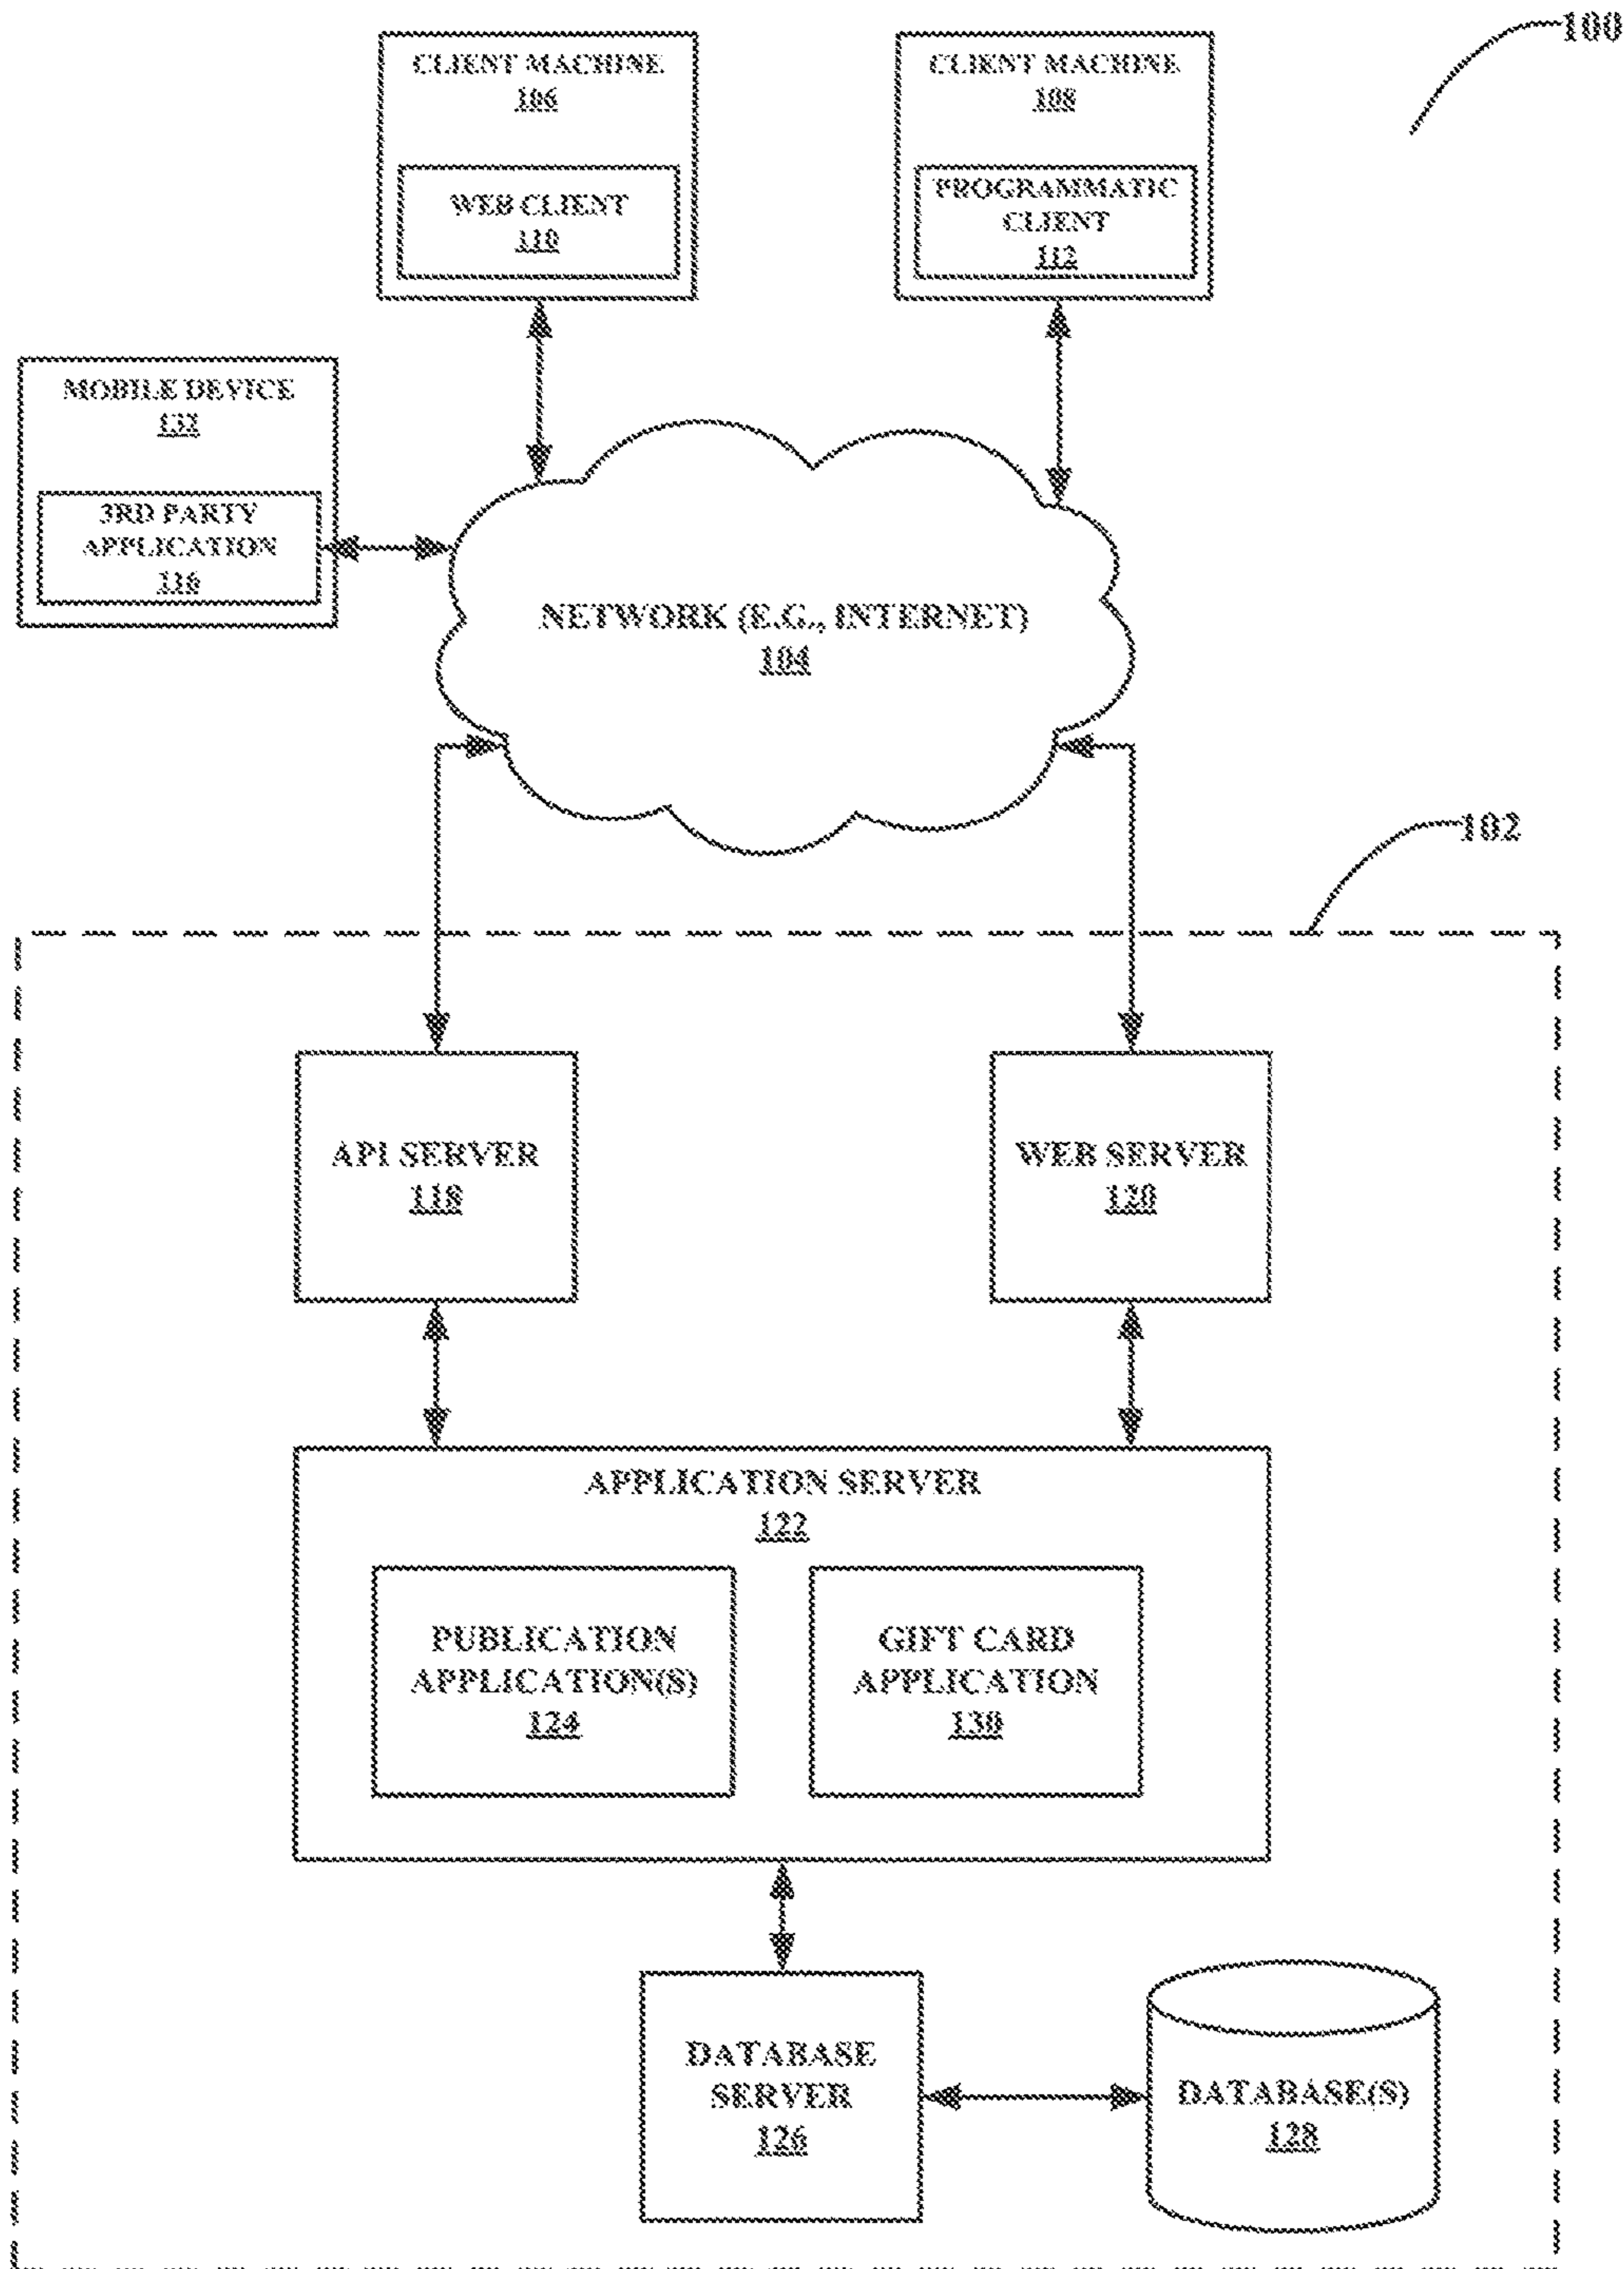 100
CLIENT MACHINE
106
WEB CLIENT
110
CLIENT MACHINE
108
PROGRAMMATIC
CLIENT
112
MOBILE DEVICE
132
3RD PARTY
APPLICATION
116
NETWORK (E.G., INTERNET)
104
102
API SERVER
118
WEB SERVER
120
APPLICATION SERVER
122
PUBLICATION
APPLICATION(S)
124
GIFT CARD
APPLICATION
130
DATABASE
SERVER
126
DATABASE(S)
128